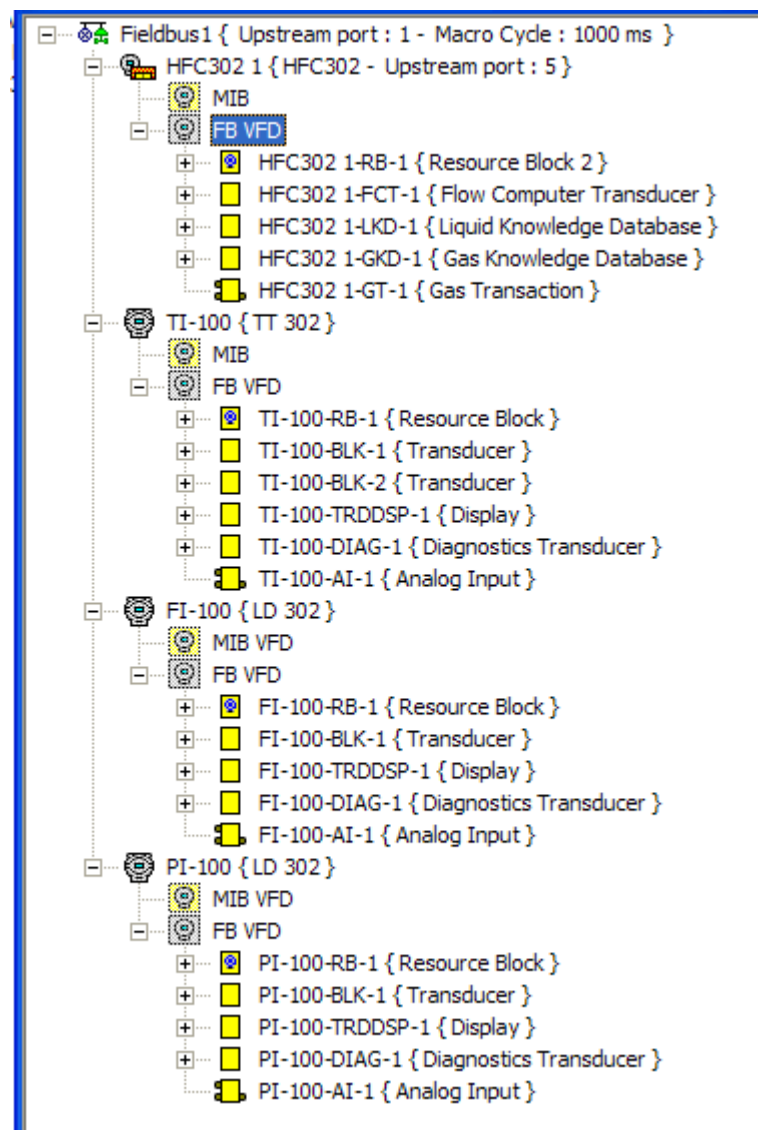 Fieldbus1 { Upstream port : 1 - Macro Cycle : 1000 ms }
HFC302 1 { HFC302 - Upstream port : 5 }
MIB
FB VFD
HFC302 1-RB-1 { Resource Block 2 }
HFC302 1-FCT-1 { Flow Computer Transducer }
HFC302 1-LKD-1 { Liquid Knowledge Database }
HFC302 1-GKD-1 { Gas Knowledge Database }
HFC302 1-GT-1 { Gas Transaction }
TI-100 { TT 302 }
MIB
FB VFD
TI-100-RB-1 { Resource Block }
TI-100-BLK-1 { Transducer }
TI-100-BLK-2 { Transducer }
TI-100-TRDDSP-1 { Display }
TI-100-DIAG-1 { Diagnostics Transducer }
TI-100-AI-1 { Analog Input }
FI-100 { LD 302 }
MIB VFD
FB VFD
FI-100-RB-1 { Resource Block }
FI-100-BLK-1 { Transducer }
FI-100-TRDDSP-1 { Display }
FI-100-DIAG-1 { Diagnostics Transducer }
FI-100-AI-1 { Analog Input }
PI-100 { LD 302 }
MIB VFD
FB VFD
PI-100-RB-1 { Resource Block }
PI-100-BLK-1 { Transducer }
PI-100-TRDDSP-1 { Display }
PI-100-DIAG-1 { Diagnostics Transducer }
PI-100-AI-1 { Analog Input }